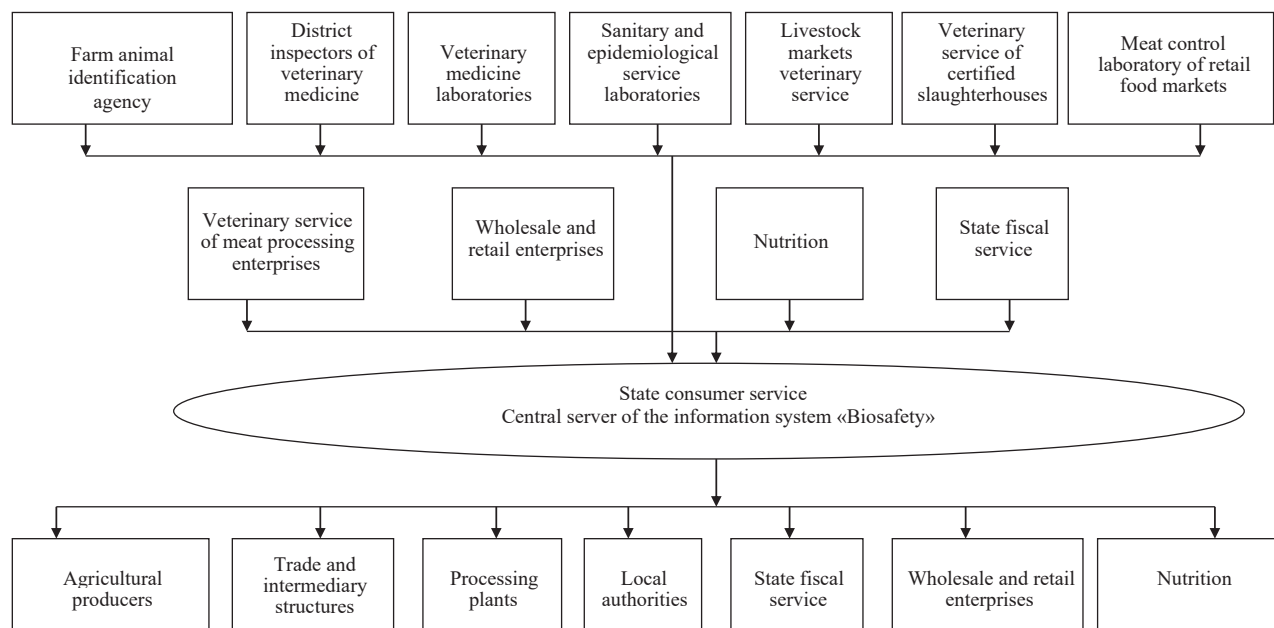 Farm animal
identification
agency
District
inspectors of
veterinary
medicine
Veterinary
medicine
laboratories
Sanitary and
epidemiological
service
laboratories
Livestock
markets
veterinary
service
Veterinary
service of
certified
slaughterhouses
Meat control
laboratory of retail
food markets
Veterinary service
of meat processing
enterprises
Wholesale and
retail enterprises
Nutrition
State fiscal
service
State consumer service
Central server of the information system «Biosafety»
Agricultural
producers
Trade and
intermediary
structures
Processing
plants
Local
authorities
State fiscal
service
Wholesale and retail
enterprises
Nutrition